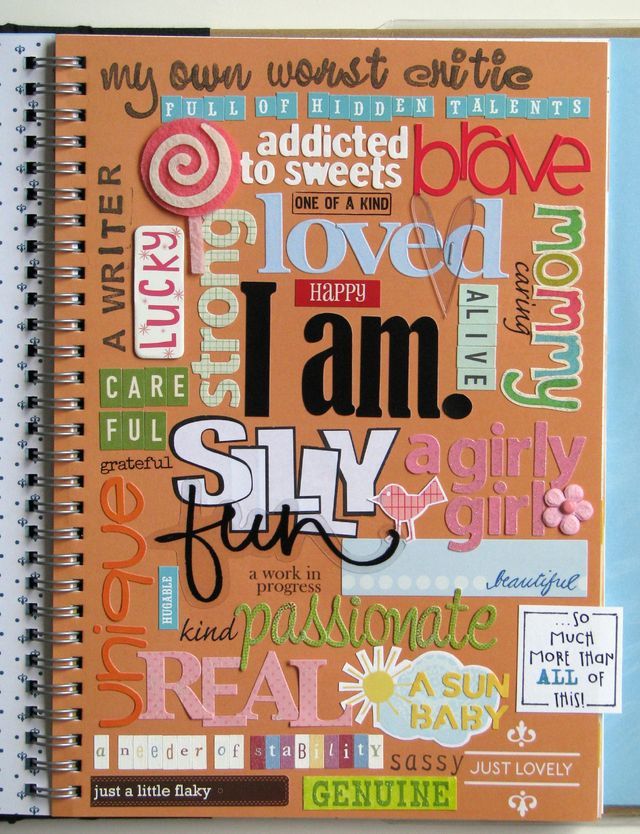 my own worst critic
FULL OF HIDDEN TALENTS
addicted
to sweets
brave
A WRITER
LUCKY
strong
ONE OF A KIND
loved
HAPPY
I am.
ALIVE
caring
mommy
CARE
FUL
grateful
SILLY
fun
a girly
girl
unique
HUGABLE
a work in
progress
beautiful
kind
passionate
...SO
MUCH
MORE THAN
ALL OF
THIS!
REAL
A SUN
BABY
a needer of stability
sassy
JUST LOVELY
just a little flaky
GENUINE